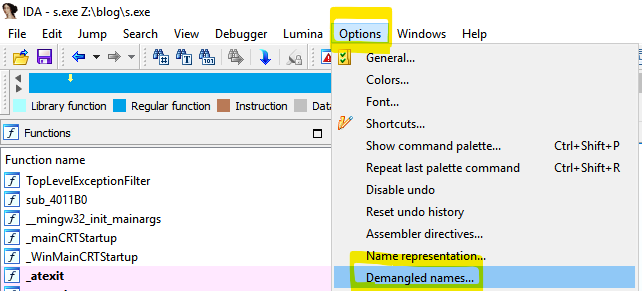 IDA - s.exe Z:\blog\s.exe
File Edit Jump Search View Debugger Lumina Options Windows Help
General...
Colors...
Font...
Shortcuts...
Show command palette... Ctrl+Shift+P
Repeat last palette command Ctrl+Shift+R
Disable undo
Reset undo history
Assembler directives...
Name representation...
Demangled names...
Library function Regular function Instruction Data
Functions
Function name
f TopLevelExceptionFilter
f sub_4011B0
f __mingw32_init_mainargs
f _mainCRTStartup
f _WinMainCRTStartup
f _atexit